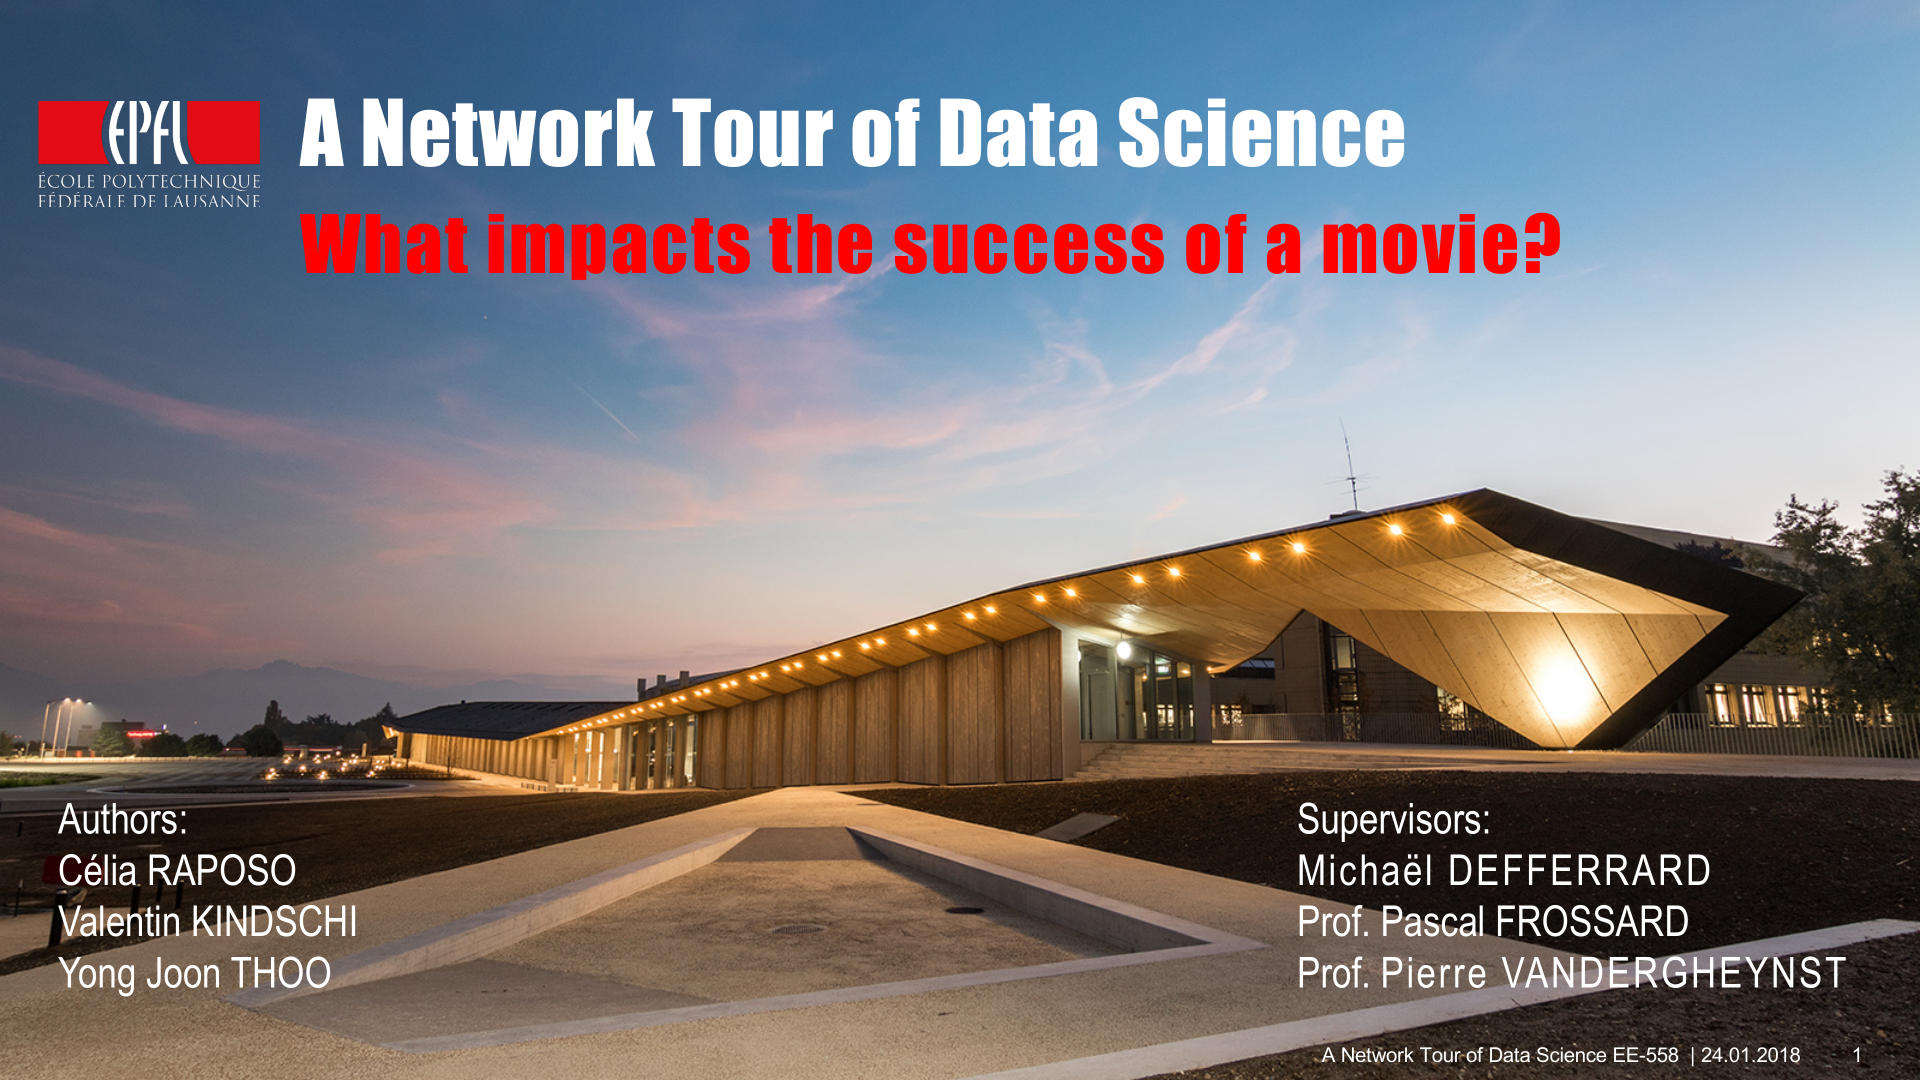 EPFL
ÉCOLE POLYTECHNIQUE
FÉDÉRALE DE LAUSANNE
A Network Tour of Data Science
What impacts the success of a movie?
Authors:
Célia RAPOSO
Valentin KINDSCHI
Yong Joon THOO
Supervisors:
Michaël DEFFERRARD
Prof. Pascal FROSSARD
Prof. Pierre VANDERGHEYNST
A Network Tour of Data Science EE-558 | 24.01.2018 1